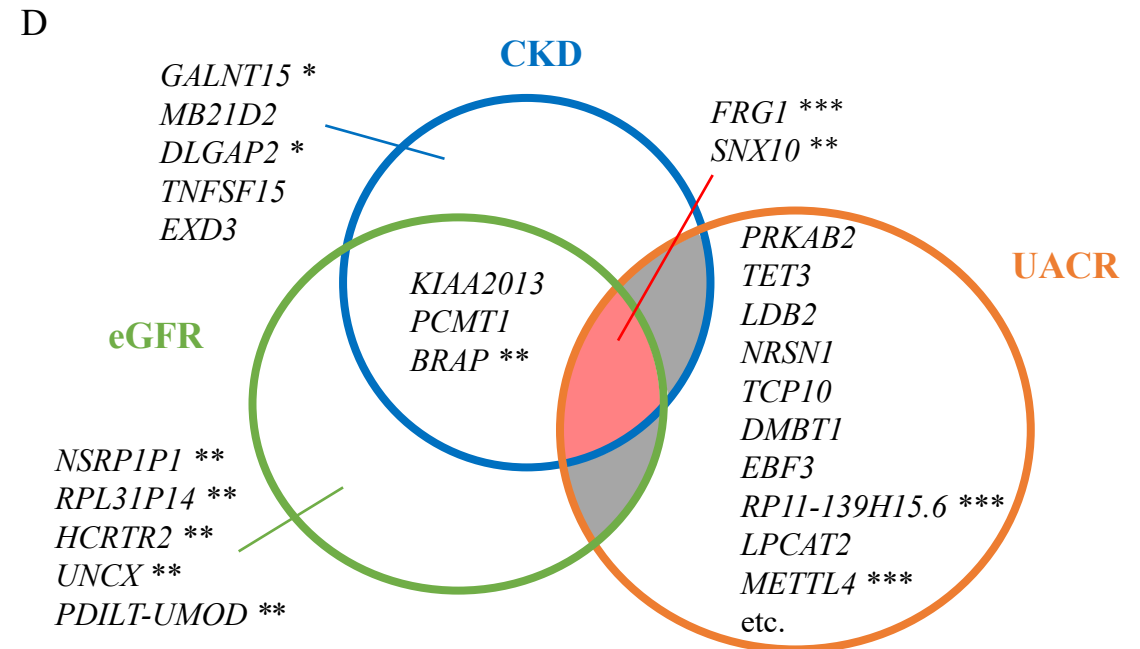 D
CKD
GALNT15 *
MB21D2
DLGAP2 *
TNFSF15
EXD3
FRG1 ***
SNX10 **
UACR
PRKAB2
TET3
LDB2
NRSN1
TCP10
DMBT1
EBF3
RP11-139H15.6 ***
LPCAT2
METTL4 ***
etc.
KIAA2013
PCMT1
BRAP **
eGFR
NSRP1P1 **
RPL31P14 **
HCRTR2 **
UNCX **
PDILT-UMOD **